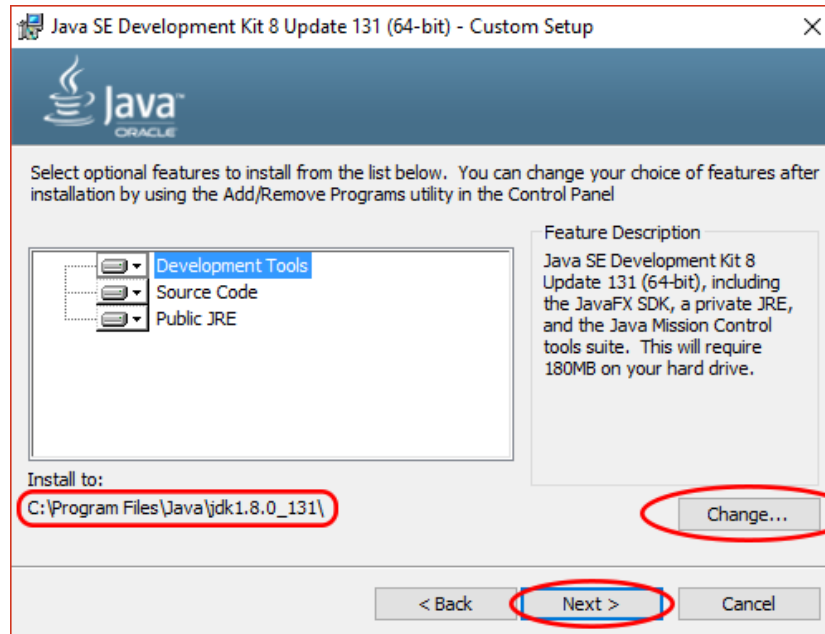 Java SE Development Kit 8 Update 131 (64-bit) - Custom Setup
Java™
ORACLE
Select optional features to install from the list below.  You can change your choice of features after
installation by using the Add/Remove Programs utility in the Control Panel
Development Tools
Source Code
Public JRE
Feature Description
Java SE Development Kit 8
Update 131 (64-bit), including
the JavaFX SDK, a private JRE,
and the Java Mission Control
tools suite.  This will require
180MB on your hard drive.
Install to:
C:\Program Files\Java\jdk1.8.0_131\
Change...
< Back
Next >
Cancel